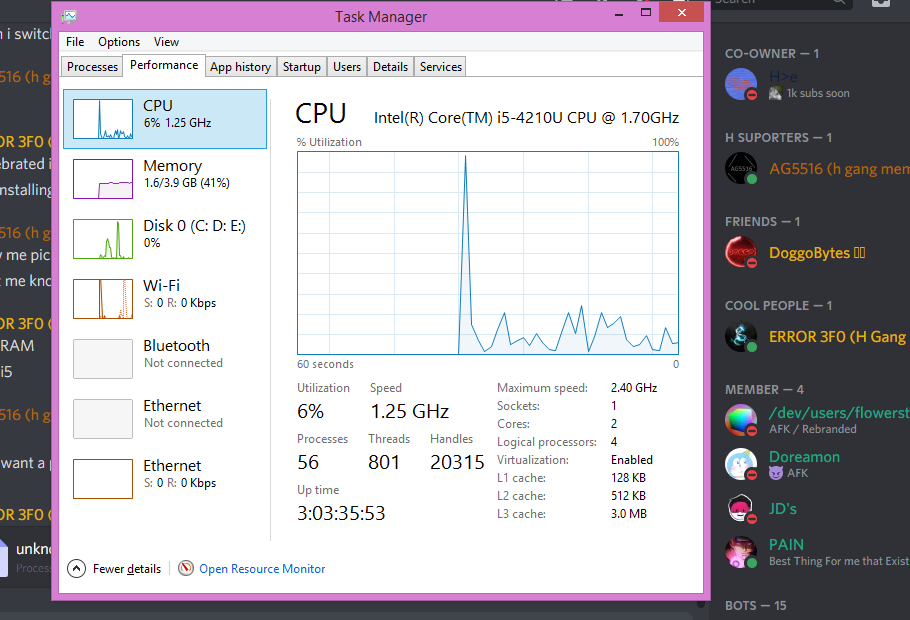 Task Manager
File Options View
Processes Performance App history Startup Users Details Services
CPU
6% 1.25 GHz
Memory
1.6/3.9 GB (41%)
Disk 0 (C: D: E:)
0%
Wi-Fi
S: 0 R: 0 Kbps
Bluetooth
Not connected
Ethernet
Not connected
Ethernet
S: 0 R: 0 Kbps
CPU Intel(R) Core(TM) i5-4210U CPU @ 1.70GHz
% Utilization 100%
60 seconds 0
Utilization Speed
6% 1.25 GHz
Processes Threads Handles
56 801 20315
Up time
3:03:35:53
Maximum speed: 2.40 GHz
Sockets: 1
Cores: 2
Logical processors: 4
Virtualization: Enabled
L1 cache: 128 KB
L2 cache: 512 KB
L3 cache: 3.0 MB
Fewer details Open Resource Monitor
n i switch
5516 (h g
OR 3F0 (
ebrated i
nstalling
5516 (h g
v me pic
t me kno
OR 3F0 (
RAM
i5
5516 (h g
want a p
OR 3F0 (
unkno
Process
Search
CO-OWNER — 1
H>e
1k subs soon
H SUPORTERS — 1
AG5516
AG5516 (h gang mem
FRIENDS — 1
DoggoBytes
COOL PEOPLE — 1
ERROR 3F0 (H Gang
MEMBER — 4
/dev/users/flowerst
AFK / Rebranded
Doreamon
😈 AFK
JD's
PAIN
Best Thing For me that Exist
BOTS — 15